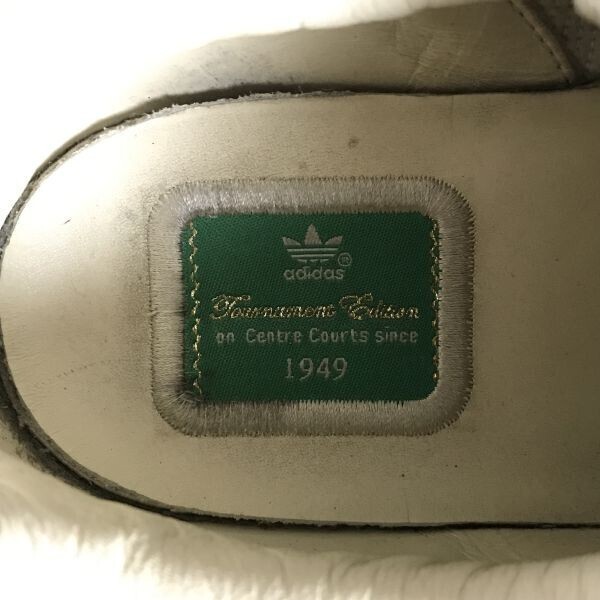 adidas®
Tournament Edition
on Centre Courts since
1949